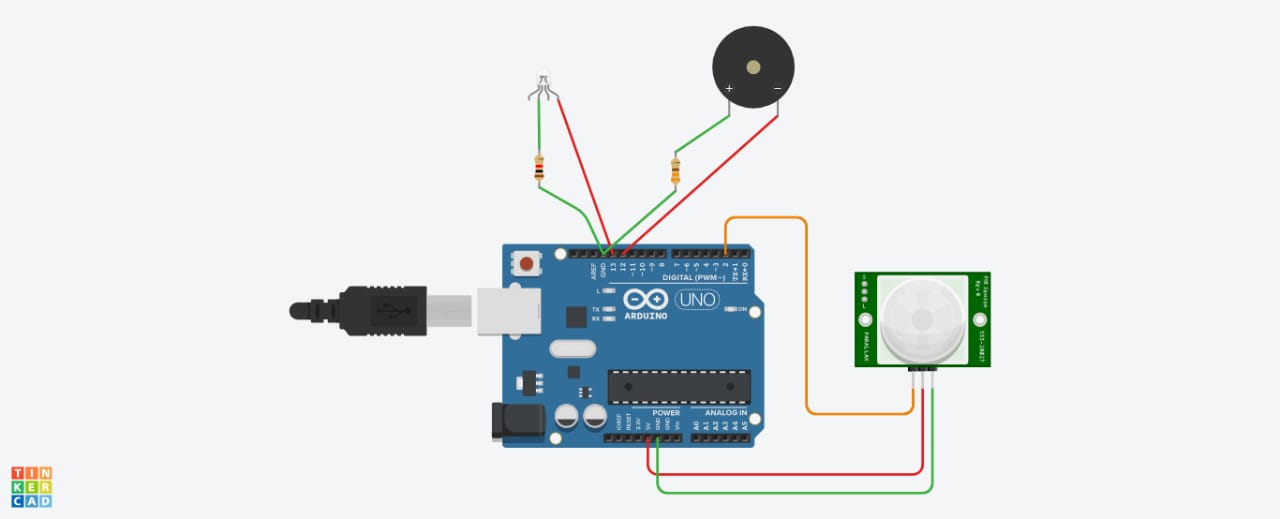 + −
AREF
GND
13
12
~11
~10
~9
8
7
~6
~5
4
~3
2
TX→1
RX←0
DIGITAL (PWM~)
L
TX
RX
UNO
ARDUINO
ON
POWER
ANALOG IN
IOREF
RESET
3.3V
5V
GND
GND
Vin
A0
A1
A2
A3
A4
A5
PIR Sensor
Rev B
555-28027
PARALLAX
TIN
KER
CAD